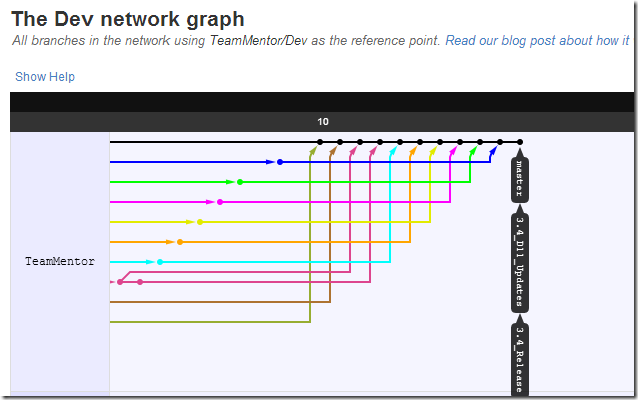 The Dev network graph
All branches in the network using TeamMentor/Dev as the reference point. Read our blog post about how it
Show Help
10
TeamMentor
master
3.4_Dll_Updates
3.4_Release